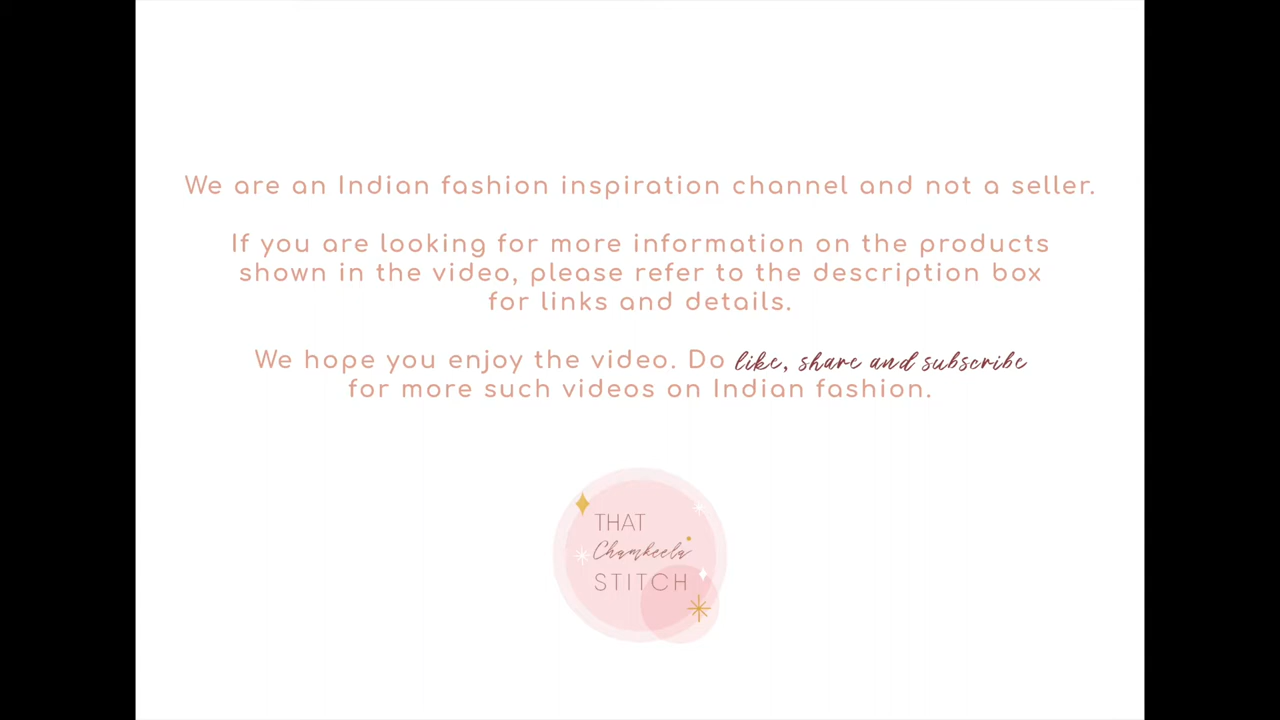 We are an Indian fashion inspiration channel and not a seller.
If you are looking for more information on the products
shown in the video, please refer to the description box
for links and details.
We hope you enjoy the video. Do like, share and subscribe
for more such videos on Indian fashion.
THAT
Chamkeela
STITCH